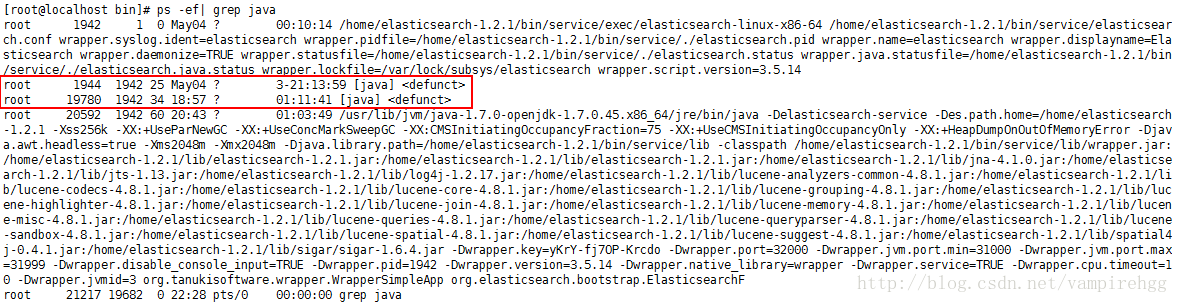 [root@localhost bin]# ps -ef| grep java
root      1942     1  0 May04 ?        00:10:14 /home/elasticsearch-1.2.1/bin/service/exec/elasticsearch-linux-x86-64 /home/elasticsearch-1.2.1/bin/service/elasticsear
ch.conf wrapper.syslog.ident=elasticsearch wrapper.pidfile=/home/elasticsearch-1.2.1/bin/service/./elasticsearch.pid wrapper.name=elasticsearch wrapper.displayname=Ela
sticsearch wrapper.daemonize=TRUE wrapper.statusfile=/home/elasticsearch-1.2.1/bin/service/./elasticsearch.status wrapper.java.statusfile=/home/elasticsearch-1.2.1/bin
/service/./elasticsearch.java.status wrapper.lockfile=/var/lock/subsys/elasticsearch wrapper.script.version=3.5.14
root      1944  1942 25 May04 ?        3-21:13:59 [java] <defunct>
root     19780  1942 34 18:57 ?        01:11:41 [java] <defunct>
root     20592  1942 60 20:43 ?        01:03:49 /usr/lib/jvm/java-1.7.0-openjdk-1.7.0.45.x86_64/jre/bin/java -Delasticsearch-service -Des.path.home=/home/elasticsearch
-1.2.1 -Xss256k -XX:+UseParNewGC -XX:+UseConcMarkSweepGC -XX:CMSInitiatingOccupancyFraction=75 -XX:+UseCMSInitiatingOccupancyOnly -XX:+HeapDumpOnOutOfMemoryError -Djav
a.awt.headless=true -Xms2048m -Xmx2048m -Djava.library.path=/home/elasticsearch-1.2.1/bin/service/lib -classpath /home/elasticsearch-1.2.1/bin/service/lib/wrapper.jar:
/home/elasticsearch-1.2.1/lib/elasticsearch-1.2.1.jar:/home/elasticsearch-1.2.1/lib/elasticsearch-1.2.1.jar:/home/elasticsearch-1.2.1/lib/jna-4.1.0.jar:/home/elasticse
arch-1.2.1/lib/jts-1.13.jar:/home/elasticsearch-1.2.1/lib/log4j-1.2.17.jar:/home/elasticsearch-1.2.1/lib/lucene-analyzers-common-4.8.1.jar:/home/elasticsearch-1.2.1/li
b/lucene-codecs-4.8.1.jar:/home/elasticsearch-1.2.1/lib/lucene-core-4.8.1.jar:/home/elasticsearch-1.2.1/lib/lucene-grouping-4.8.1.jar:/home/elasticsearch-1.2.1/lib/luc
ene-highlighter-4.8.1.jar:/home/elasticsearch-1.2.1/lib/lucene-join-4.8.1.jar:/home/elasticsearch-1.2.1/lib/lucene-memory-4.8.1.jar:/home/elasticsearch-1.2.1/lib/lucen
e-misc-4.8.1.jar:/home/elasticsearch-1.2.1/lib/lucene-queries-4.8.1.jar:/home/elasticsearch-1.2.1/lib/lucene-queryparser-4.8.1.jar:/home/elasticsearch-1.2.1/lib/lucene
-sandbox-4.8.1.jar:/home/elasticsearch-1.2.1/lib/lucene-spatial-4.8.1.jar:/home/elasticsearch-1.2.1/lib/lucene-suggest-4.8.1.jar:/home/elasticsearch-1.2.1/lib/spatial4
j-0.4.1.jar:/home/elasticsearch-1.2.1/lib/sigar/sigar-1.6.4.jar -Dwrapper.key=yKrY-fj7OP-Krcdo -Dwrapper.port=32000 -Dwrapper.jvm.port.min=31000 -Dwrapper.jvm.port.max
=31999 -Dwrapper.disable_console_input=TRUE -Dwrapper.pid=1942 -Dwrapper.version=3.5.14 -Dwrapper.native_library=wrapper -Dwrapper.service=TRUE -Dwrapper.cpu.timeout=1
0 -Dwrapper.jvmid=3 org.tanukisoftware.wrapper.WrapperSimpleApp org.elasticsearch.bootstrap.ElasticsearchF
root     21217 19682  0 22:28 pts/0    00:00:00 grep java
http://blog.csdn.net/vampirehgg